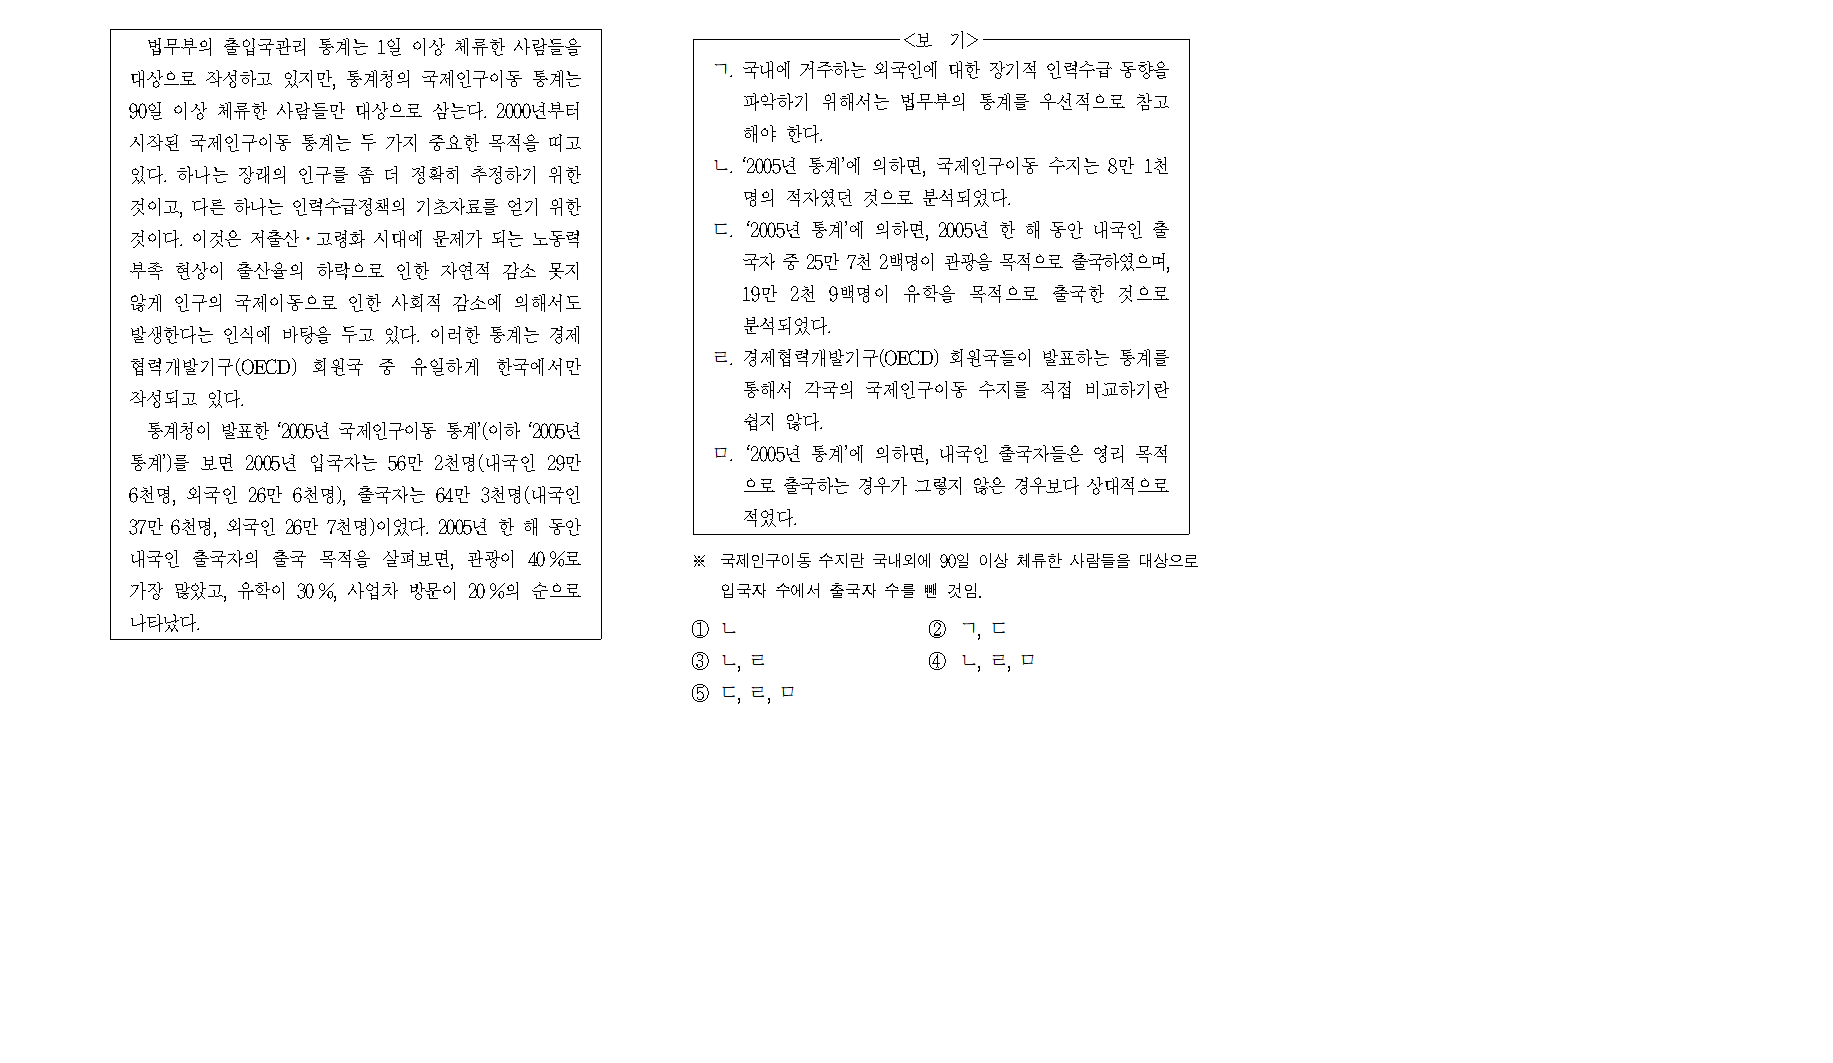 법무부의 출입국관리 통계는 1일 이상 체류한 사람들을
대상으로 작성하고 있지만, 통계청의 국제인구이동 통계는
90일 이상 체류한 사람들만 대상으로 삼는다. 2000년부터
시작된 국제인구이동 통계는 두 가지 중요한 목적을 띠고
있다. 하나는 장래의 인구를 좀 더 정확히 추정하기 위한
것이고, 다른 하나는 인력수급정책의 기초자료를 얻기 위한
것이다. 이것은 저출산·고령화 시대에 문제가 되는 노동력
부족 현상이 출산율의 하락으로 인한 자연적 감소 못지
않게 인구의 국제이동으로 인한 사회적 감소에 의해서도
발생한다는 인식에 바탕을 두고 있다. 이러한 통계는 경제
협력개발기구(OECD) 회원국 중 유일하게 한국에서만
작성되고 있다.
통계청이 발표한 ‘2005년 국제인구이동 통계’(이하 ‘2005년
통계’)를 보면 2005년 입국자는 56만 2천명(내국인 29만
6천명, 외국인 26만 6천명), 출국자는 64만 3천명(내국인
37만 6천명, 외국인 26만 7천명)이었다. 2005년 한 해 동안
내국인 출국자의 출국 목적을 살펴보면, 관광이 40%로
가장 많았고, 유학이 30%, 사업차 방문이 20%의 순으로
나타났다.
<보 기>
ㄱ. 국내에 거주하는 외국인에 대한 장기적 인력수급 동향을
파악하기 위해서는 법무부의 통계를 우선적으로 참고
해야 한다.
ㄴ. ‘2005년 통계’에 의하면, 국제인구이동 수지는 8만 1천
명의 적자였던 것으로 분석되었다.
ㄷ. ‘2005년 통계’에 의하면, 2005년 한 해 동안 내국인 출
국자 중 25만 7천 2백명이 관광을 목적으로 출국하였으며,
19만 2천 9백명이 유학을 목적으로 출국한 것으로
분석되었다.
ㄹ. 경제협력개발기구(OECD) 회원국들이 발표하는 통계를
통해서 각국의 국제인구이동 수지를 직접 비교하기란
쉽지 않다.
ㅁ. ‘2005년 통계’에 의하면, 내국인 출국자들은 영리 목적
으로 출국하는 경우가 그렇지 않은 경우보다 상대적으로
적었다.
※ 국제인구이동 수지란 국내외에 90일 이상 체류한 사람들을 대상으로
입국자 수에서 출국자 수를 뺀 것임.
① ㄴ ② ㄱ, ㄷ
③ ㄴ, ㄹ ④ ㄴ, ㄹ, ㅁ
⑤ ㄷ, ㄹ, ㅁ